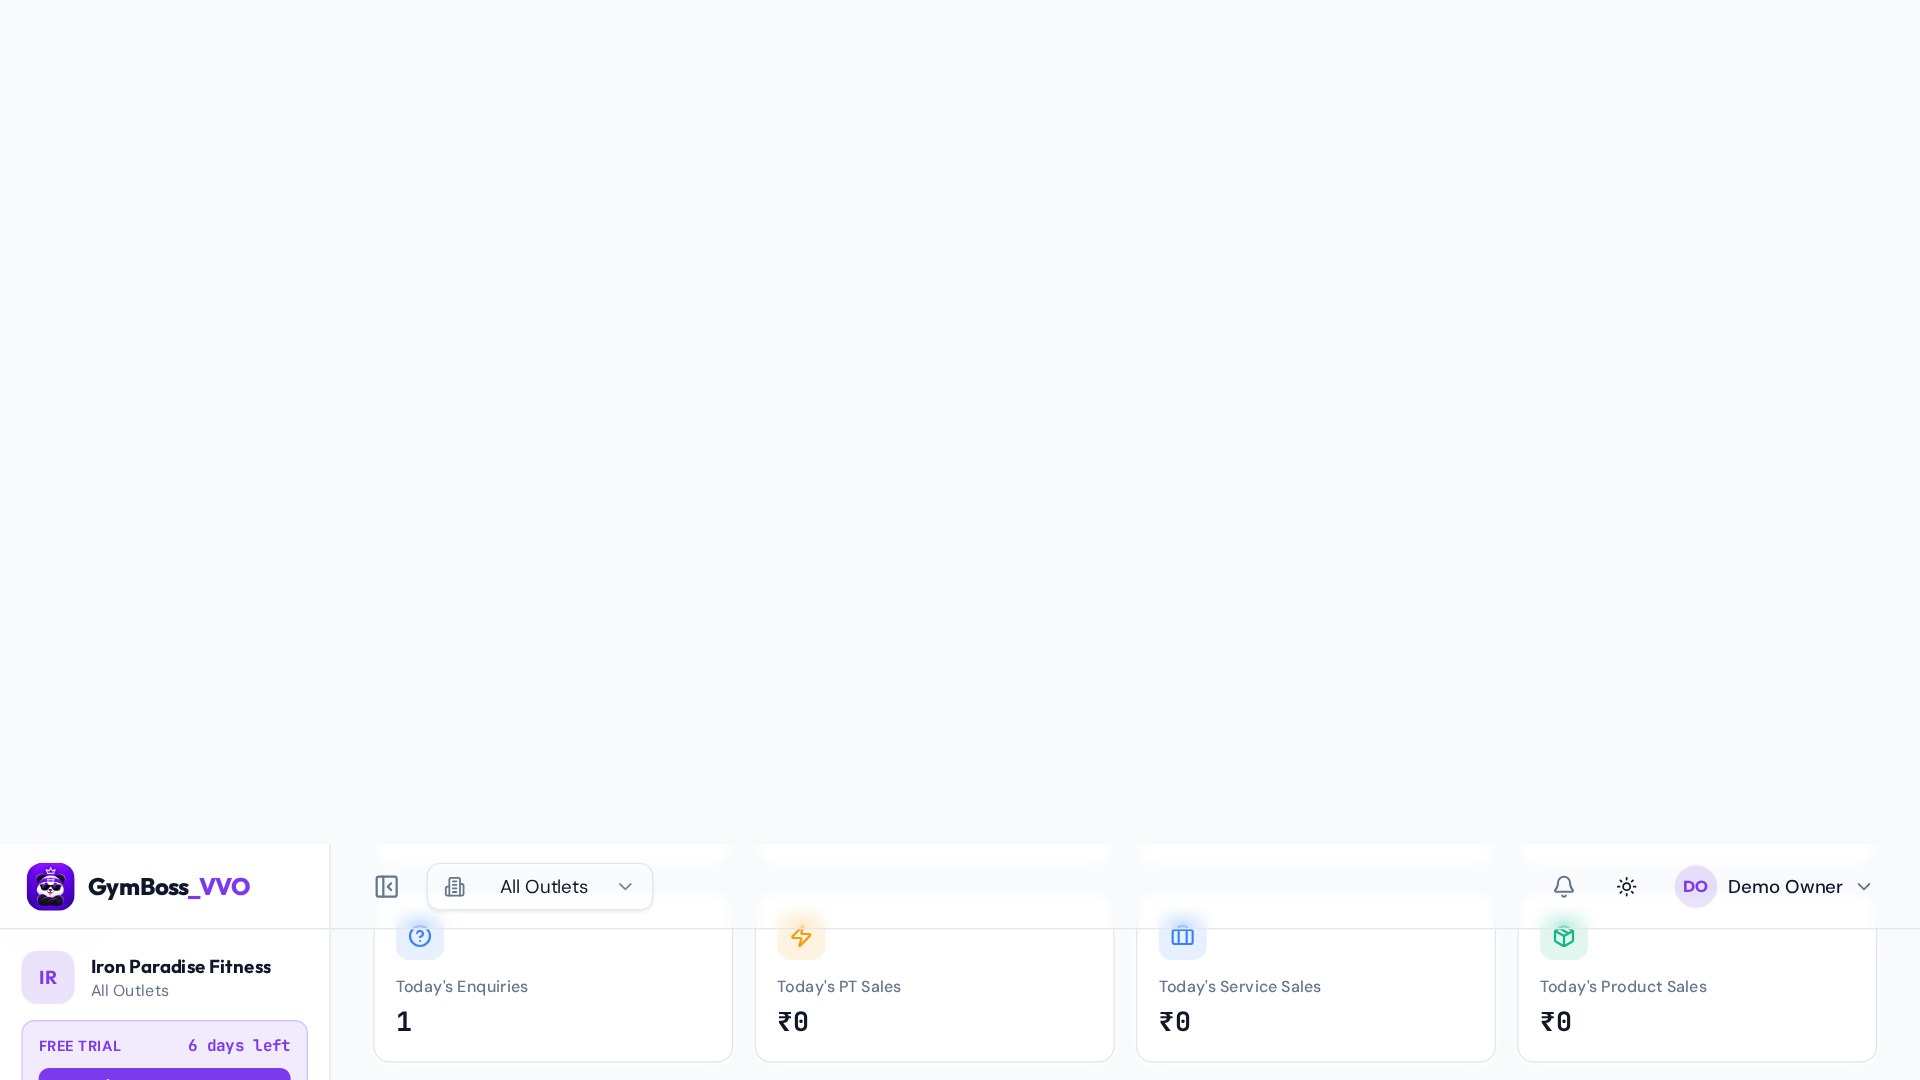 GymBoss_VVO
All Outlets
DO
Demo Owner
IR
Iron Paradise Fitness
All Outlets
FREE TRIAL
6 days left
Today's Enquiries
1
Today's PT Sales
₹0
Today's Service Sales
₹0
Today's Product Sales
₹0